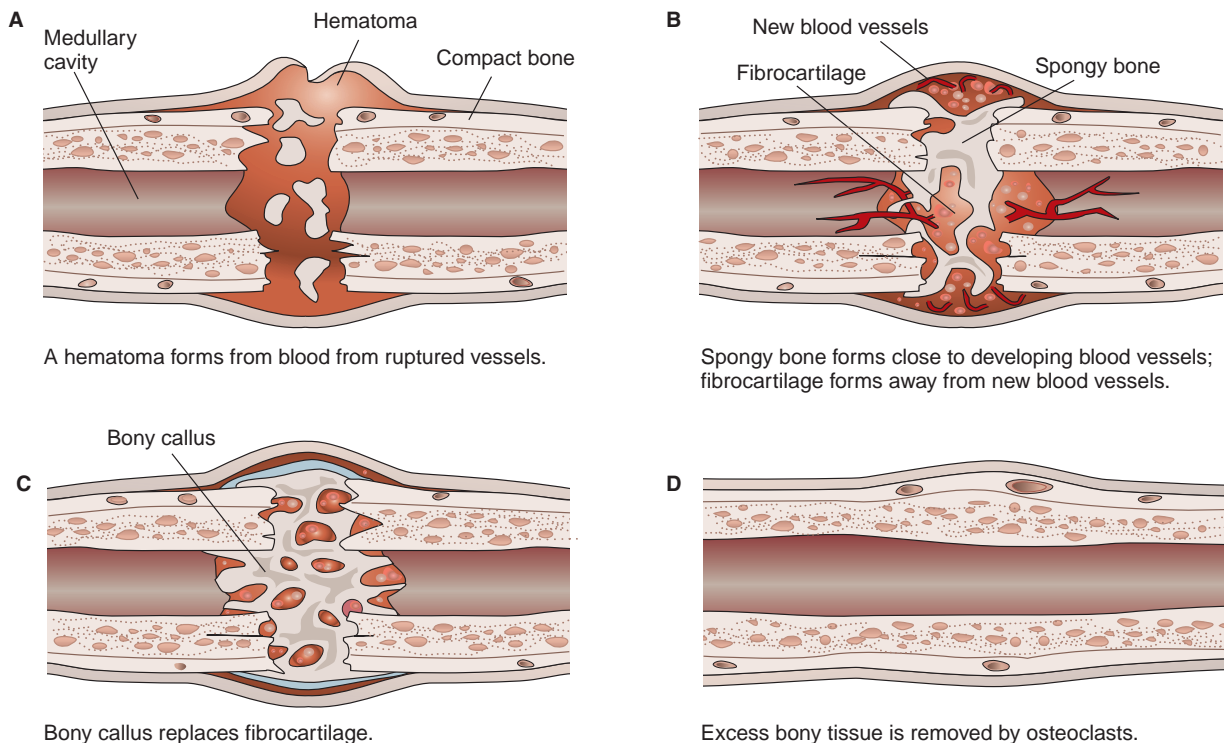 A
Hematoma
Medullary
cavity
Compact bone
A hematoma forms from blood from ruptured vessels.
B
New blood vessels
Fibrocartilage
Spongy bone
Spongy bone forms close to developing blood vessels;
fibrocartilage forms away from new blood vessels.
C
Bony callus
Bony callus replaces fibrocartilage.
D
Excess bony tissue is removed by osteoclasts.